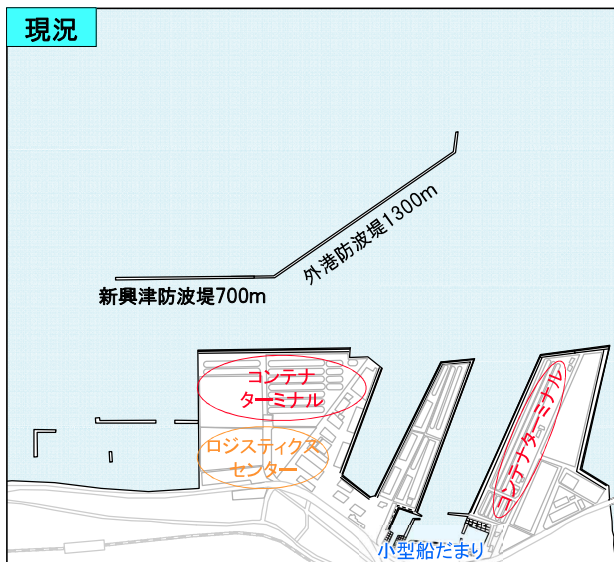 現況
外港防波堤1300m
新興津防波堤700m
コンテナ
ターミナル
コンテナターミナル
ロジスティクス
センター
小型船だまり